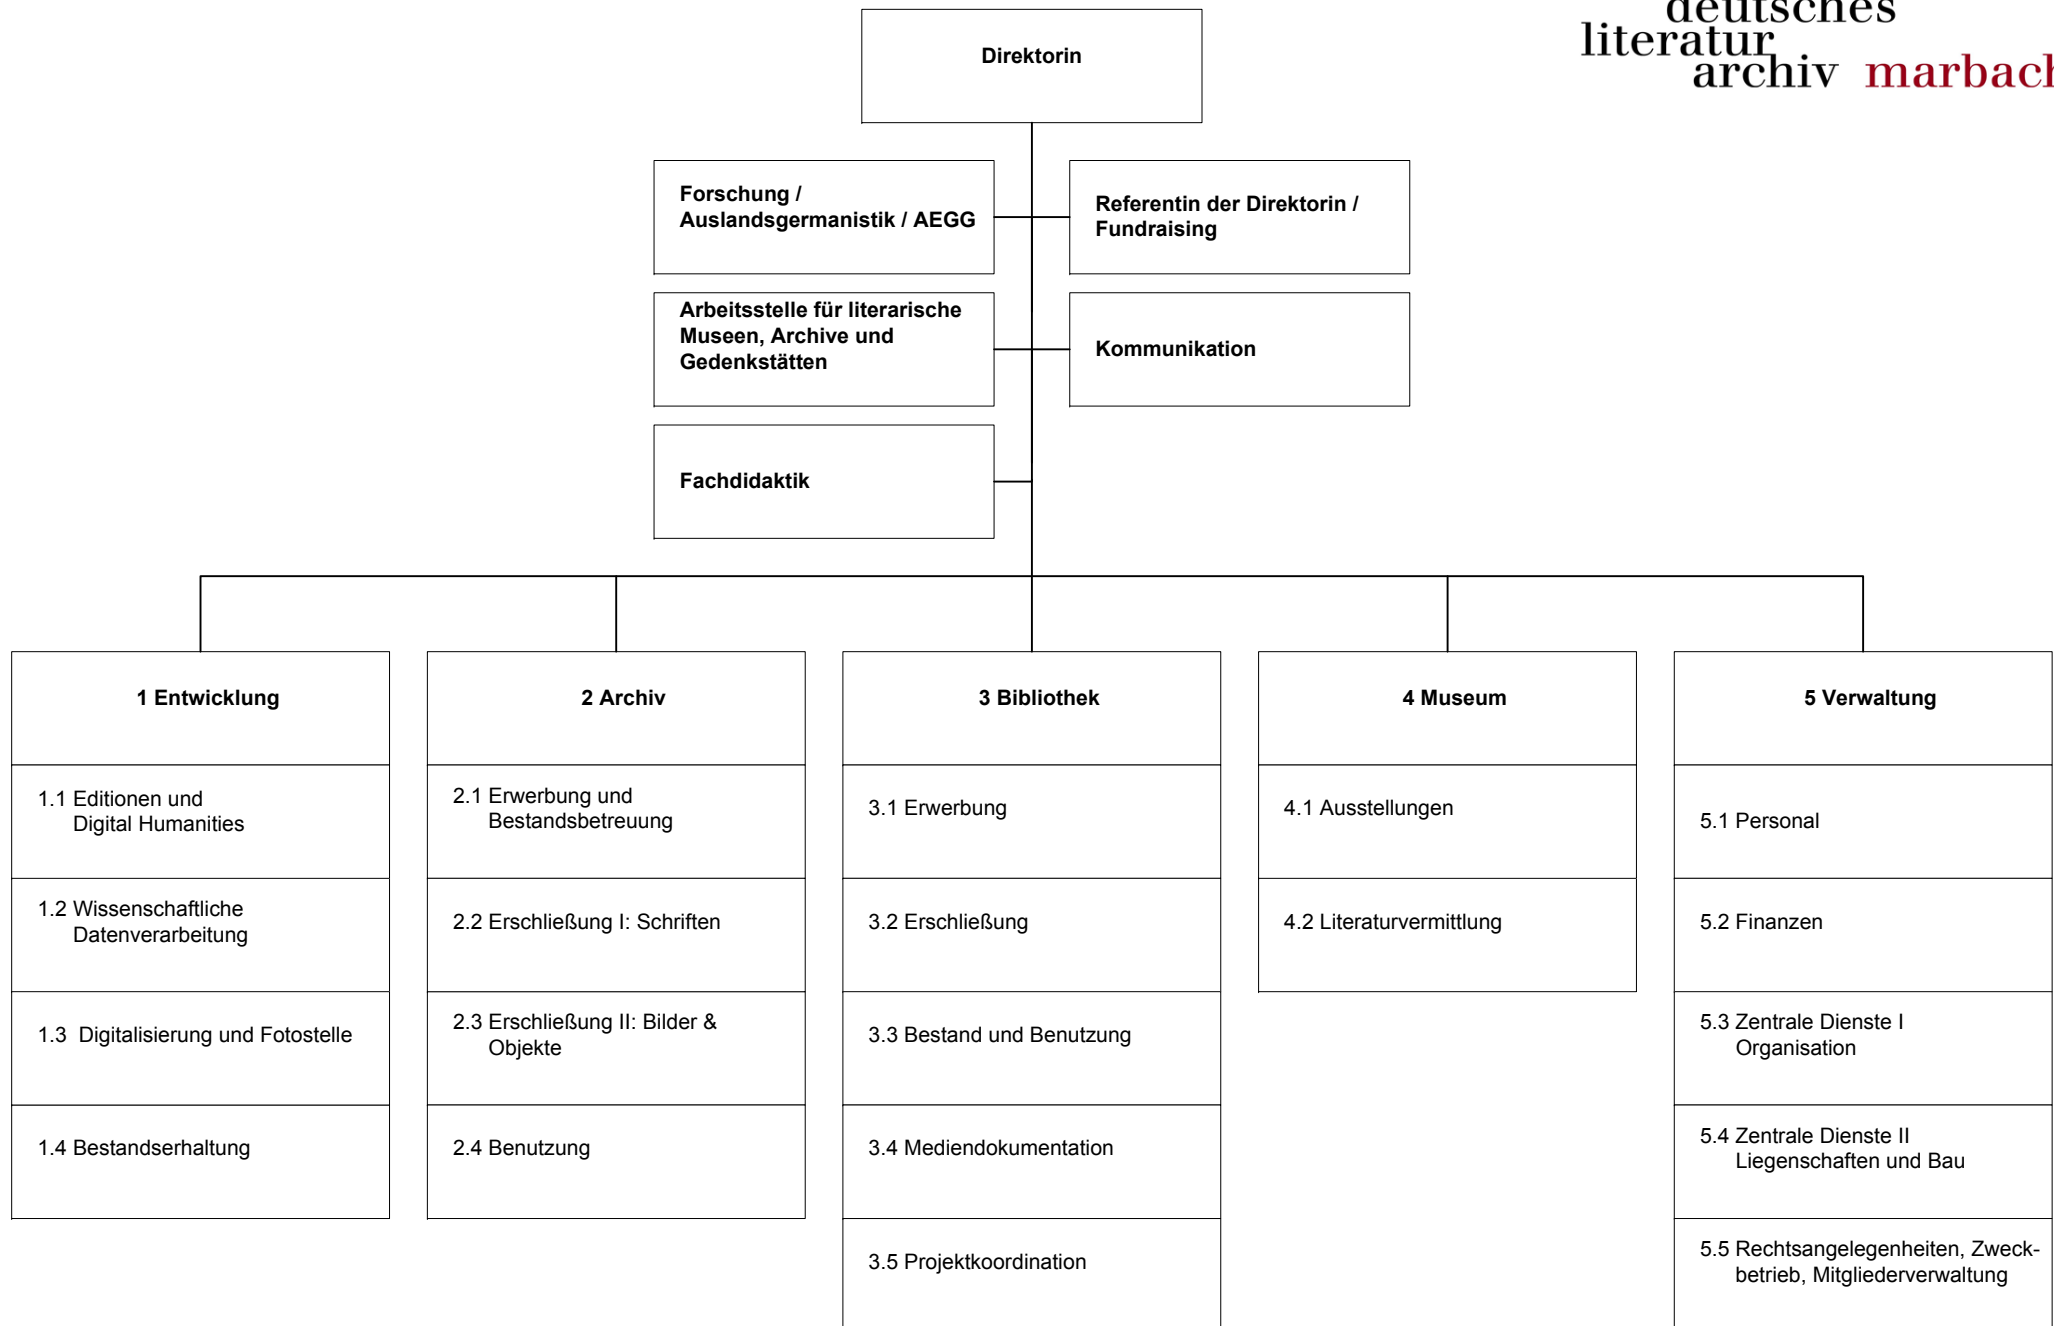 deutsches
literatur
archiv marbach
Direktorin
Forschung /
Auslandsgermanistik / AEGG
Referentin der Direktorin /
Fundraising
Arbeitsstelle für literarische
Museen, Archive und
Gedenkstätten
Kommunikation
Fachdidaktik
1 Entwicklung
1.1 Editionen und
Digital Humanities
1.2 Wissenschaftliche
Datenverarbeitung
1.3 Digitalisierung und Fotostelle
1.4 Bestandserhaltung
2 Archiv
2.1 Erwerbung und
Bestandsbetreuung
2.2 Erschließung I: Schriften
2.3 Erschließung II: Bilder &
Objekte
2.4 Benutzung
3 Bibliothek
3.1 Erwerbung
3.2 Erschließung
3.3 Bestand und Benutzung
3.4 Mediendokumentation
3.5 Projektkoordination
4 Museum
4.1 Ausstellungen
4.2 Literaturvermittlung
5 Verwaltung
5.1 Personal
5.2 Finanzen
5.3 Zentrale Dienste I
Organisation
5.4 Zentrale Dienste II
Liegenschaften und Bau
5.5 Rechtsangelegenheiten, Zweck-
betrieb, Mitgliederverwaltung